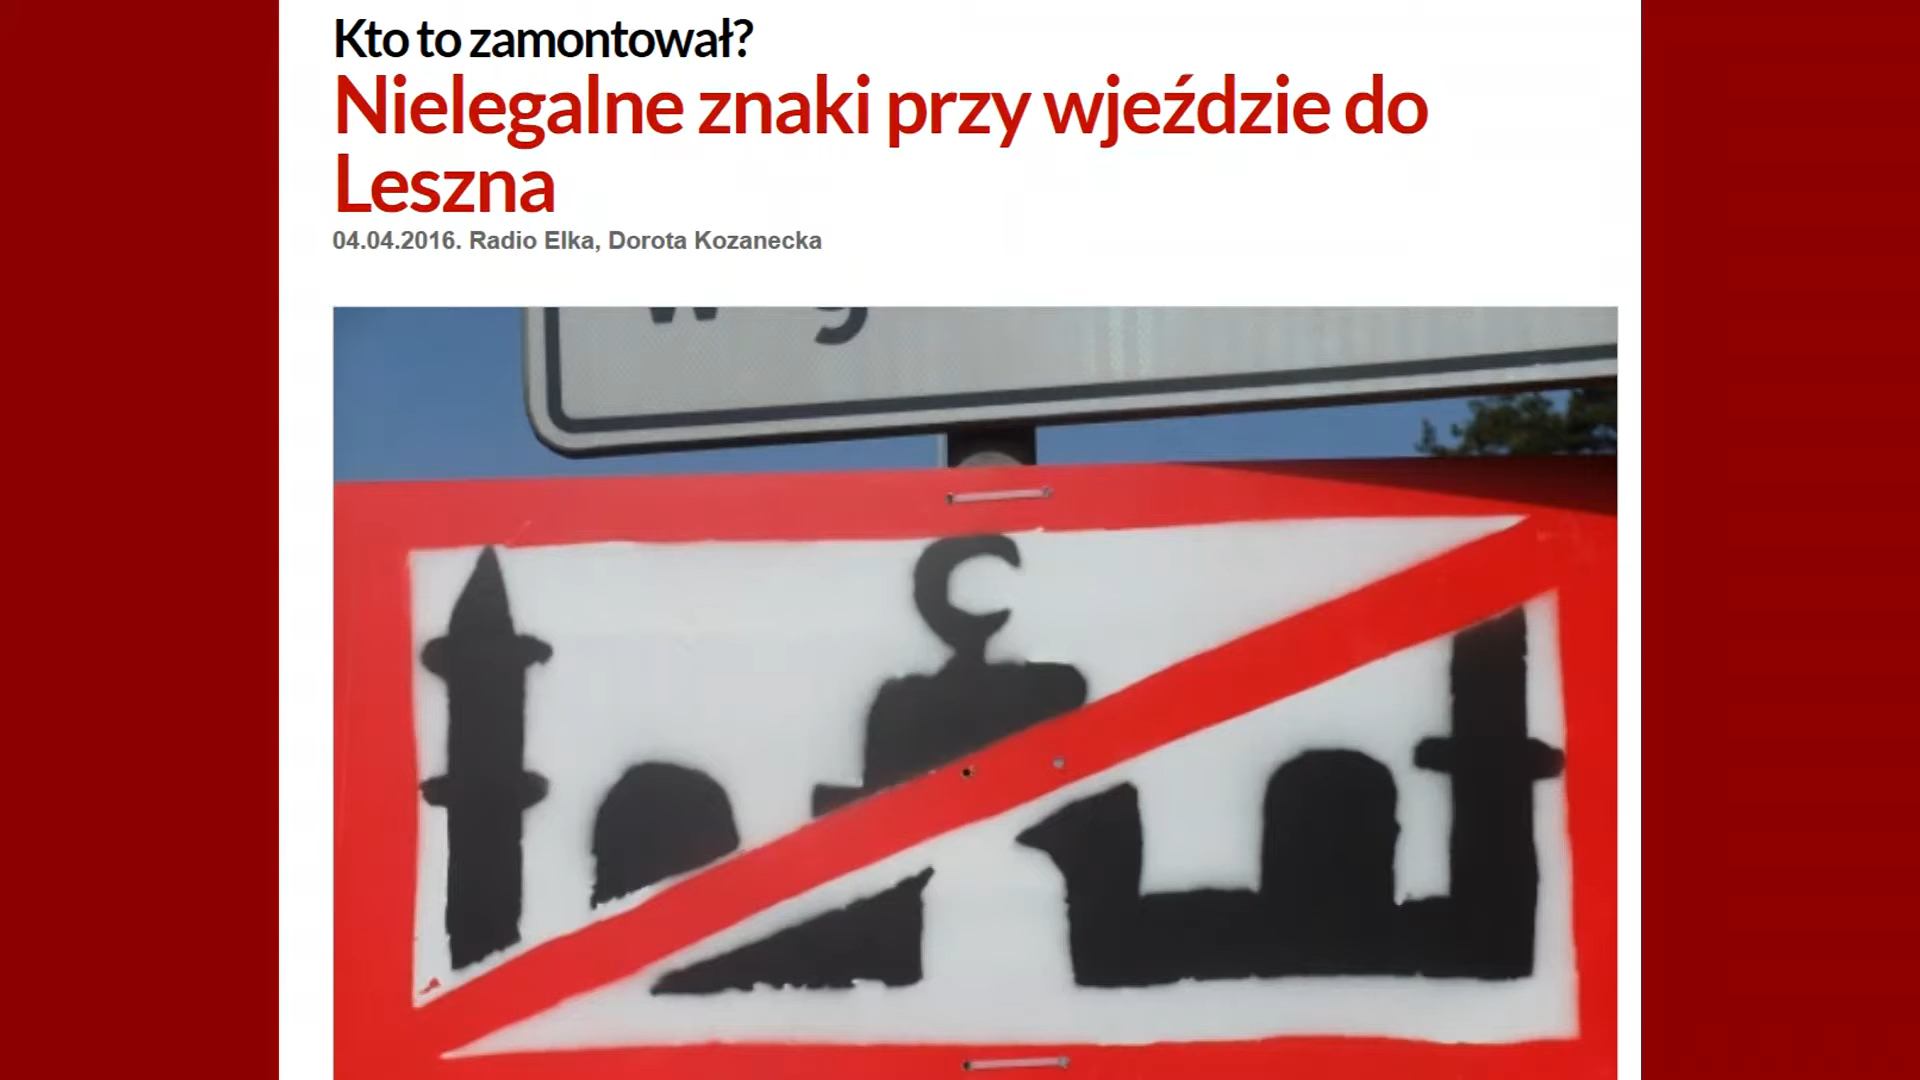 Kto to zamontował?
Nielegalne znaki przy wjeździe do
Leszna
04.04.2016. Radio Elka, Dorota Kozanecka